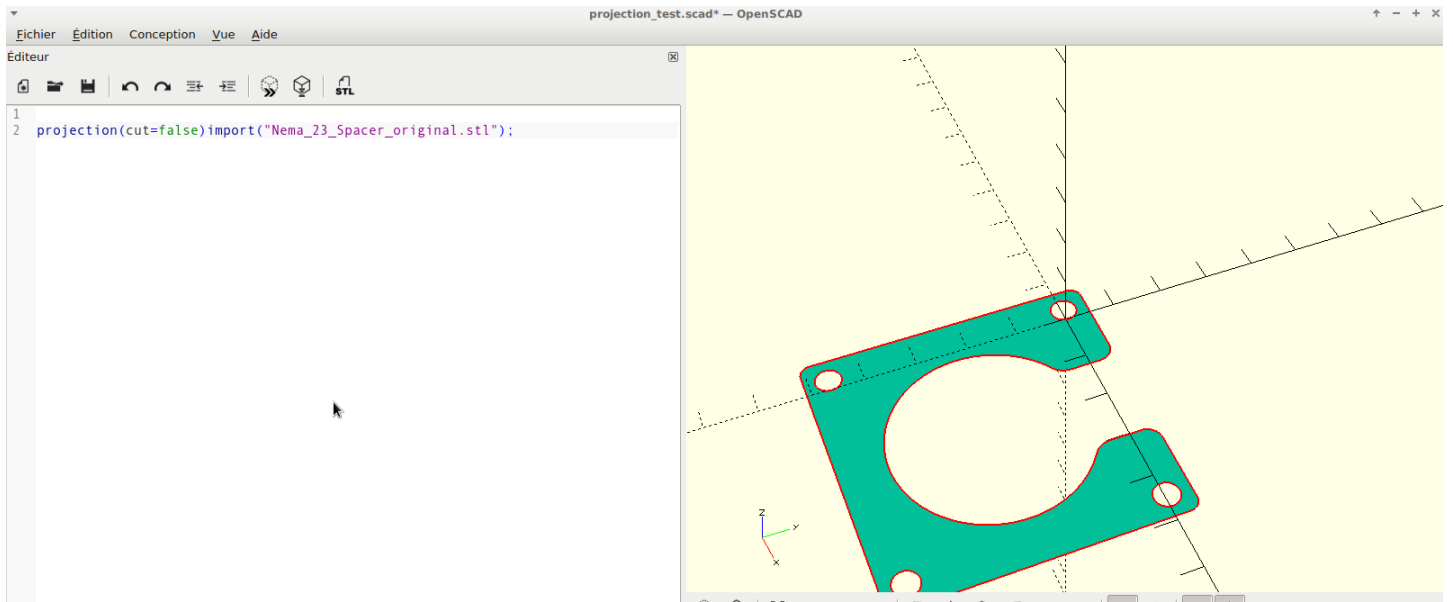 projection_test.scad* — OpenSCAD
Fichier Édition Conception Vue Aide
Éditeur
STL
1
2 projection(cut=false)import("Nema_23_Spacer_original.stl");
Z
Y
X